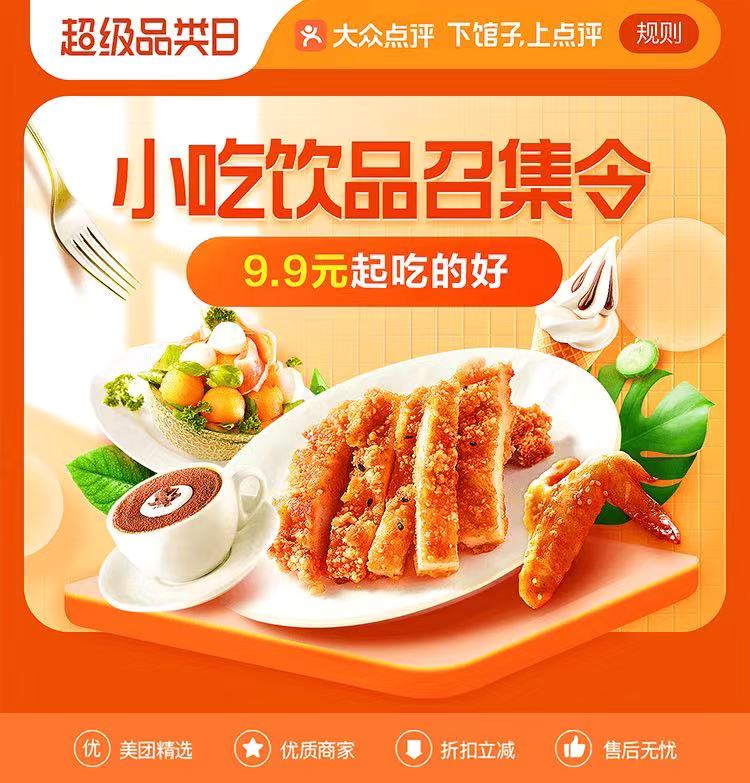 超级品类日
大众点评 下馆子,上点评
规则
小吃饮品召集令
9.9元起吃的好
优 美团精选
优质商家
折扣立减
售后无忧